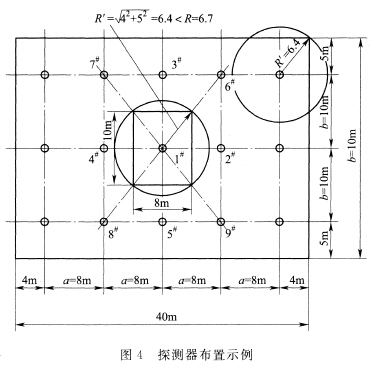 R'=√4²+5²=6.4<R=6.7
7# 3# 6# R'=6.4 5m
10m b=10m b=10m
4# 1# 2#
8m b=10m
8# 5# 9# 5m
4m a=8m a=8m a=8m a=8m 4m
40m
图 4 探测器布置示例